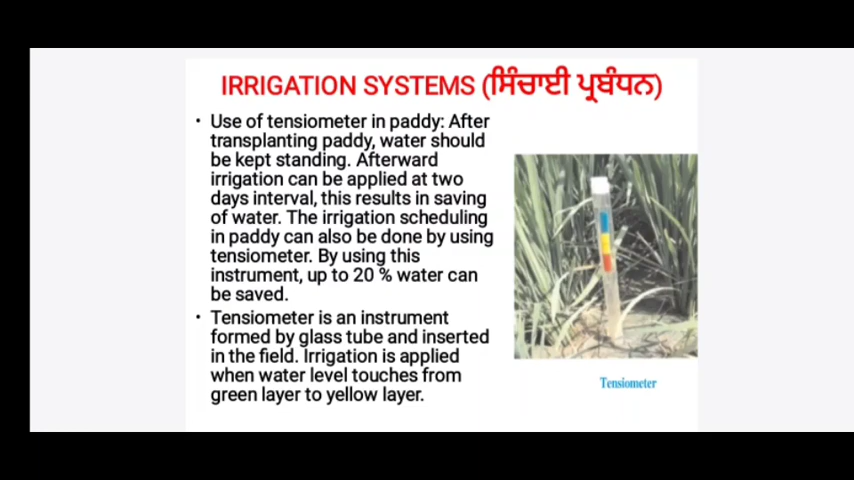 IRRIGATION SYSTEMS (ਸਿੰਚਾਈ ਪ੍ਰਬੰਧਨ)
• Use of tensiometer in paddy: After
transplanting paddy, water should
be kept standing. Afterward
irrigation can be applied at two
days interval, this results in saving
of water. The irrigation scheduling
in paddy can also be done by using
tensiometer. By using this
instrument, up to 20 % water can
be saved.
• Tensiometer is an instrument
formed by glass tube and inserted
in the field. Irrigation is applied
when water level touches from
green layer to yellow layer.
Tensiometer